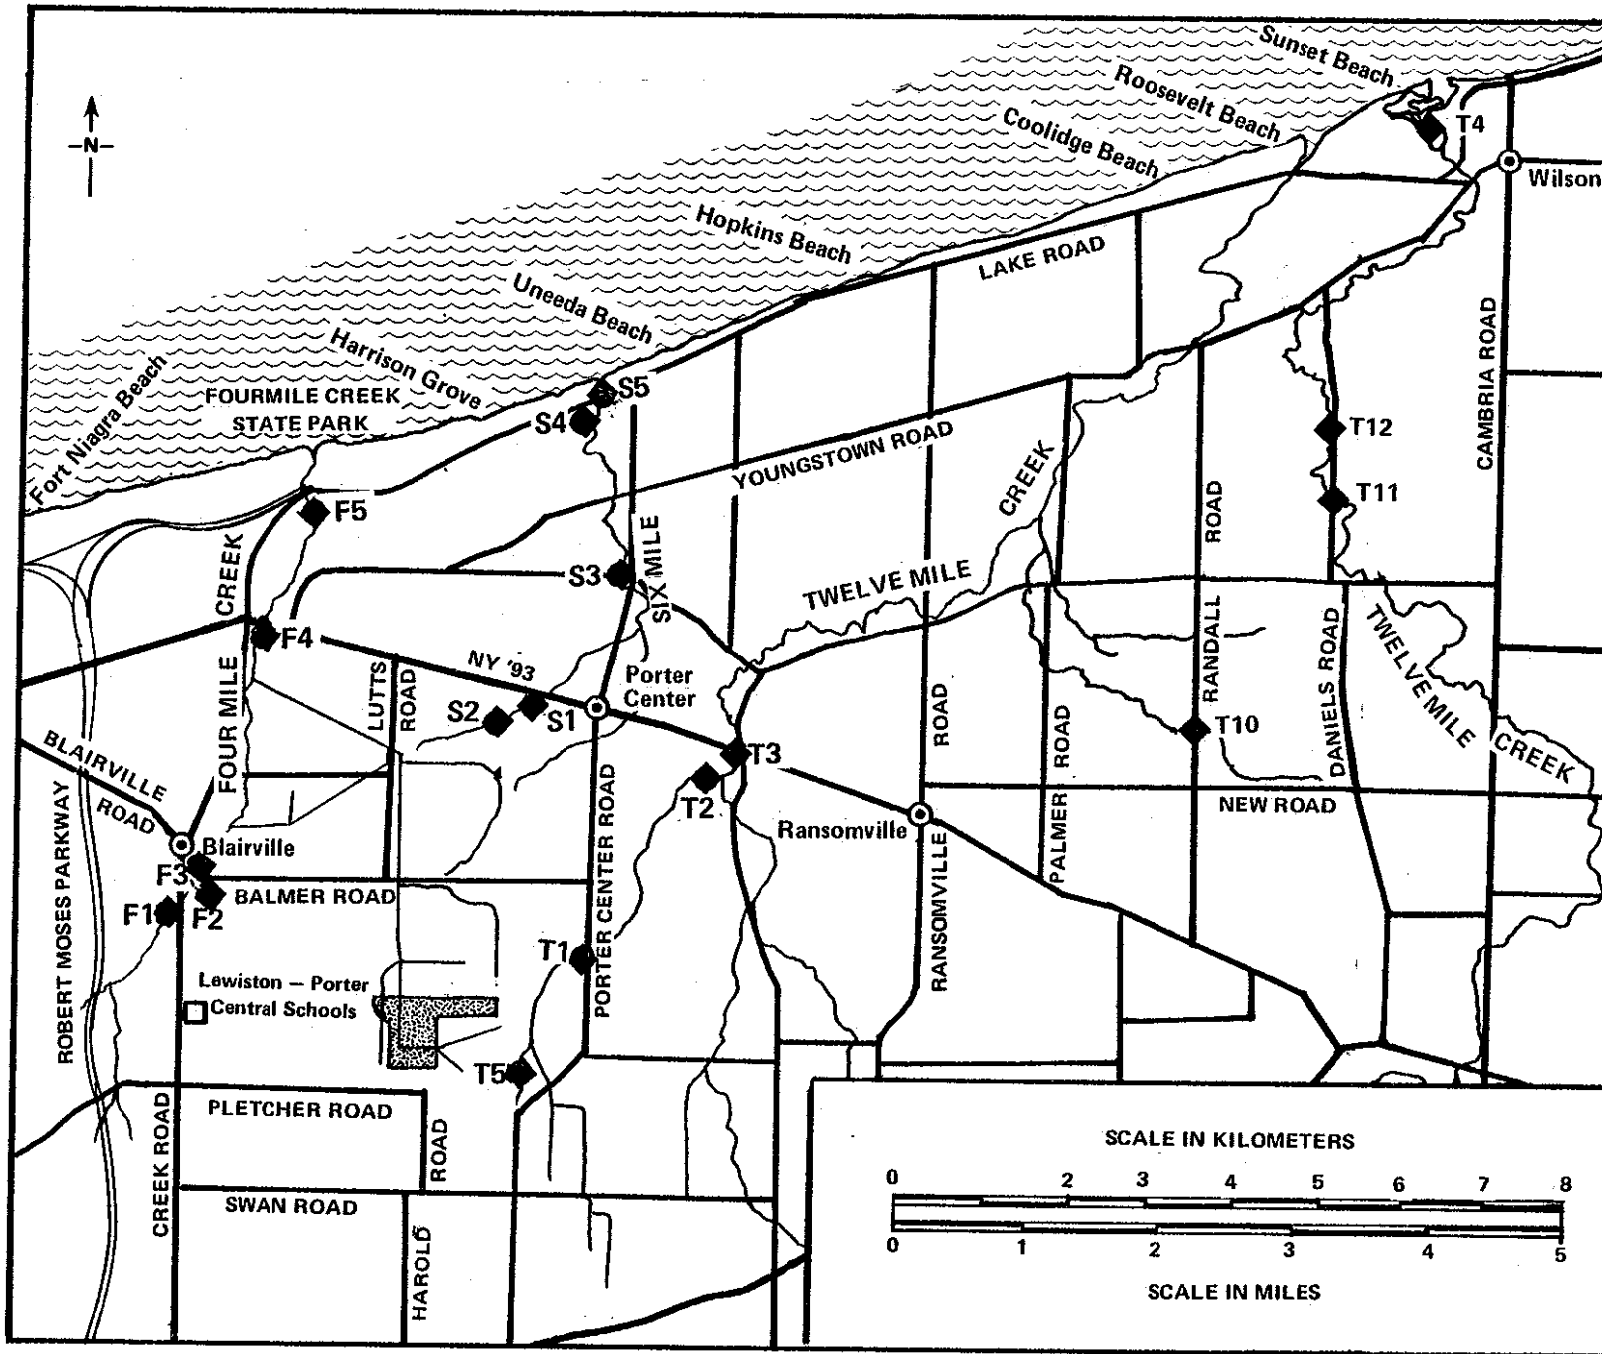 Sunset Beach
Roosevelt Beach
Coolidge Beach
T4
–N–
Wilson
Hopkins Beach
LAKE ROAD
Uneeda Beach
Harrison Grove
Fort Niagra Beach
FOURMILE CREEK
STATE PARK
S5
S4
CAMBRIA ROAD
T12
YOUNGSTOWN ROAD
CREEK
T11
F5
ROAD
SIX MILE
S3
TWELVE MILE
CREEK
F4
FOUR MILE
NY '93
LUTTS
ROAD
Porter
Center
RANDALL
DANIELS ROAD
TWELVE MILE
CREEK
S2
S1
ROAD
T10
BLAIRVILLE
ROAD
PALMER ROAD
T3
T2
NEW ROAD
Ransomville
Blairville
F3
ROBERT MOSES PARKWAY
PORTER CENTER ROAD
RANSOMVILLE
BALMER ROAD
F1
F2
T1
Lewiston – Porter
Central Schools
T5
PLETCHER ROAD
ROAD
CREEK ROAD
SWAN ROAD
HAROLD
SCALE IN KILOMETERS
0 2 3 4 5 6 7 8
0 1 2 3 4 5
SCALE IN MILES